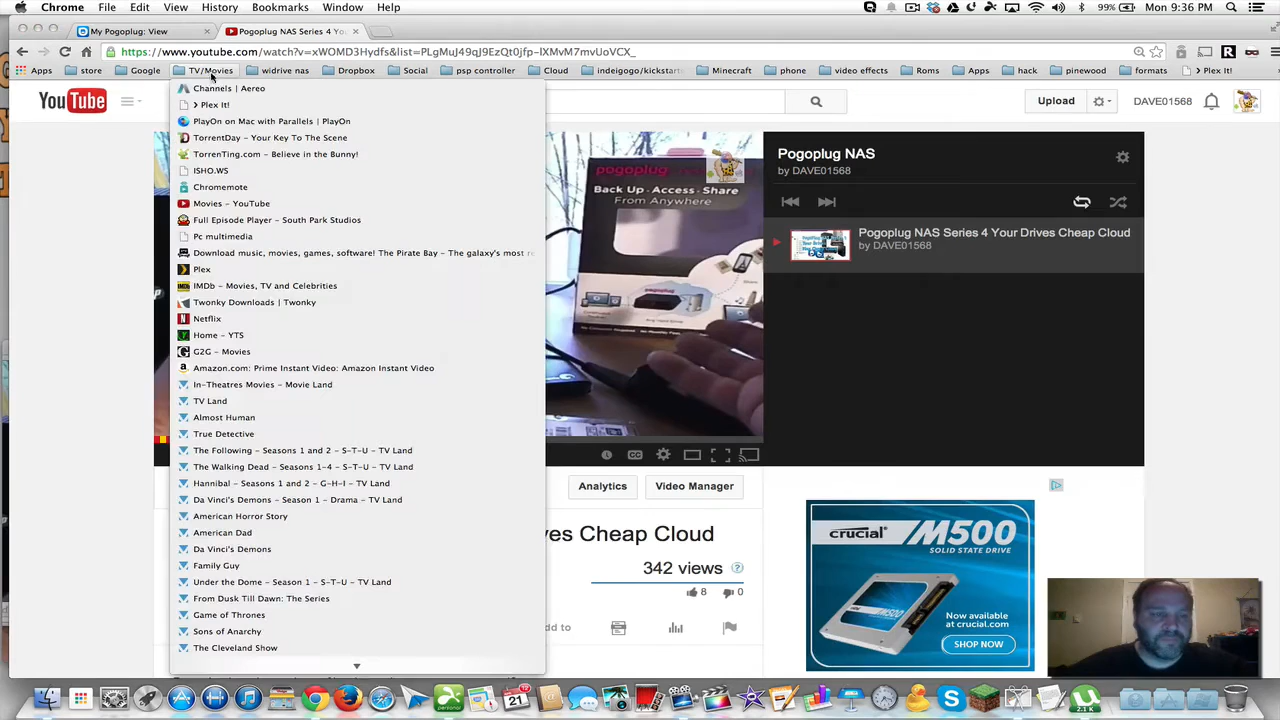 Chrome File Edit View History Bookmarks Window Help 99% Wed 9:36 PM
My Pogoplug: View × Pogoplug NAS Series 4 Yo ×
https://www.youtube.com/watch?v=xWOMD3Hydfs&list=PLgMuJ49qJ9EzQt0jfp-IXMvM7mvUoVCX_
Apps store Google TV/Movies widrive nas Dropbox Social psp controller Cloud indeigogo/kickstart Minecraft phone video effects Roms Apps hack pinewood formats > Plex It!
YouTube Upload DAVE01568
Channels | Aereo
> Plex It!
PlayOn on Mac with Parallels | PlayOn
TorrentDay – Your Key To The Scene
TorrenTing.com – Believe in the Bunny!
ISHO.WS
Chromemote
Movies – YouTube
Full Episode Player – South Park Studios
Pc multimedia
Download music, movies, games, software! The Pirate Bay – The galaxy's most re
Plex
IMDb – Movies, TV and Celebrities
Twonky Downloads | Twonky
Netflix
Home – YTS
G2G – Movies
Amazon.com: Prime Instant Video: Amazon Instant Video
In-Theatres Movies – Movie Land
TV Land
Almost Human
True Detective
The Following – Seasons 1 and 2 – S-T-U – TV Land
The Walking Dead – Seasons 1-4 – S-T-U – TV Land
Hannibal – Seasons 1 and 2 – G-H-I – TV Land
Da Vinci's Demons – Season 1 – Drama – TV Land
American Horror Story
American Dad
Da Vinci's Demons
Family Guy
Under the Dome – Season 1 – S-T-U – TV Land
From Dusk Till Dawn: The Series
Game of Thrones
Sons of Anarchy
The Cleveland Show
pogoplug
Back Up - Access - Share
From Anywhere
Pogoplug NAS
by DAVE01568
Pogoplug NAS Series 4 Your Drives Cheap Cloud
by DAVE01568
Analytics Video Manager
ves Cheap Cloud
342 views
8 0
dd to
crucial M500
SOLID STATE DRIVE
Now available
at crucial.com
SHOP NOW
21
12
2.1 K